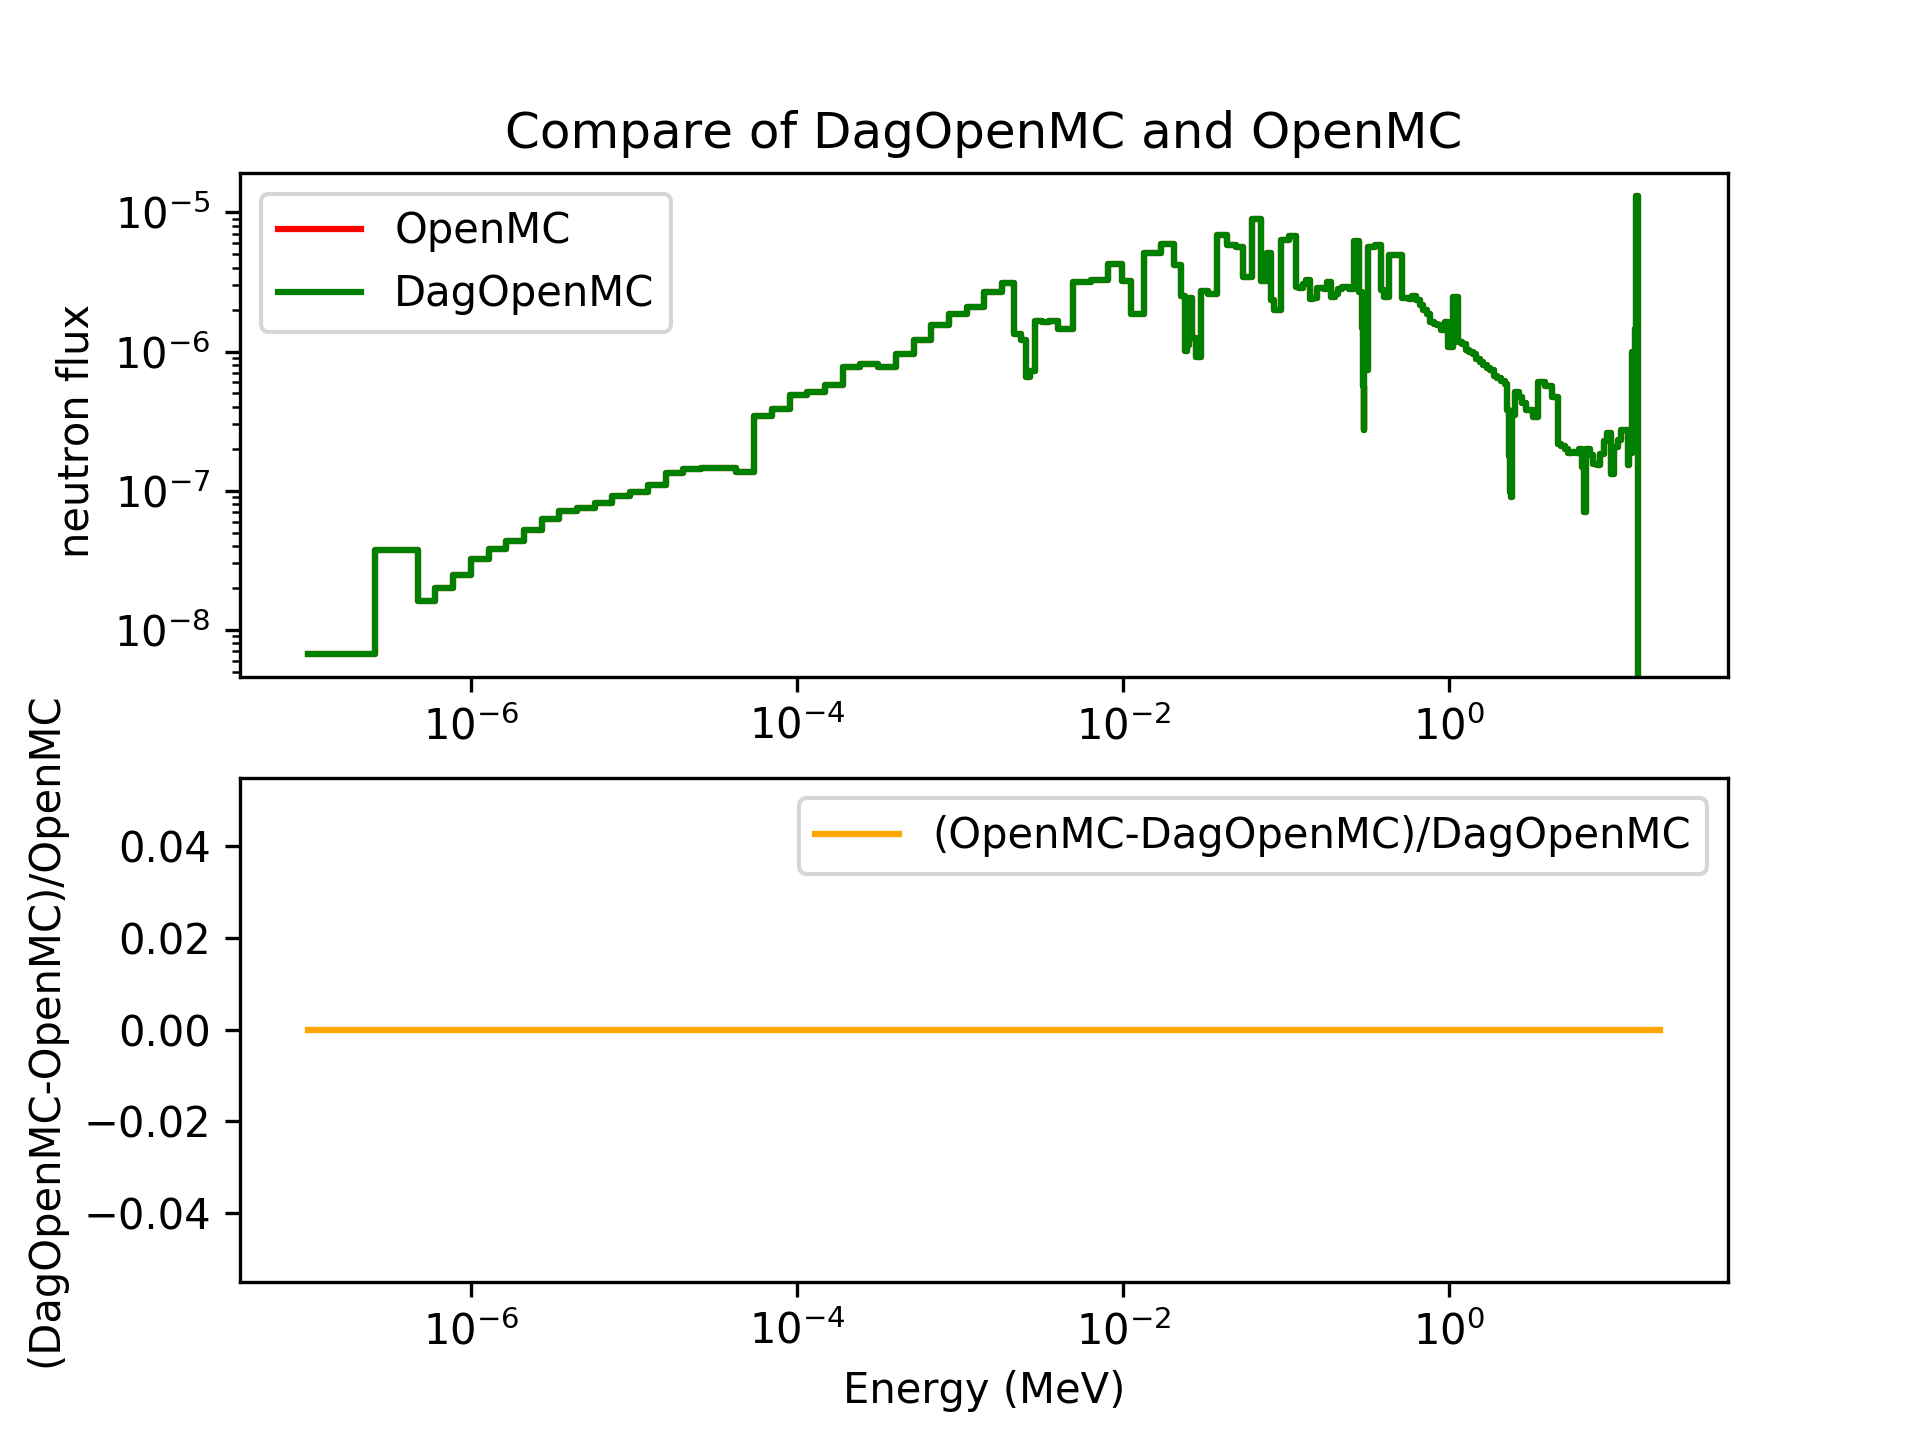 Compare of DagOpenMC and OpenMC
OpenMC
DagOpenMC
neutron flux
10⁻⁵
10⁻⁶
10⁻⁷
10⁻⁸
10⁻⁶ 10⁻⁴ 10⁻² 10⁰
(OpenMC-DagOpenMC)/DagOpenMC
(DagOpenMC-OpenMC)/OpenMC
0.04
0.02
0.00
−0.02
−0.04
10⁻⁶ 10⁻⁴ 10⁻² 10⁰
Energy (MeV)